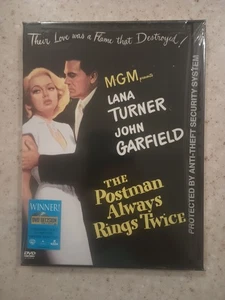 Their Love was a Flame that Destroyed!
MGM presents
LANA
TURNER
JOHN
GARFIELD
THE
Postman
Always
Rings Twice
WINNER!
DVD
PROTECTED BY ANTI-THEFT SECURITY SYSTEM